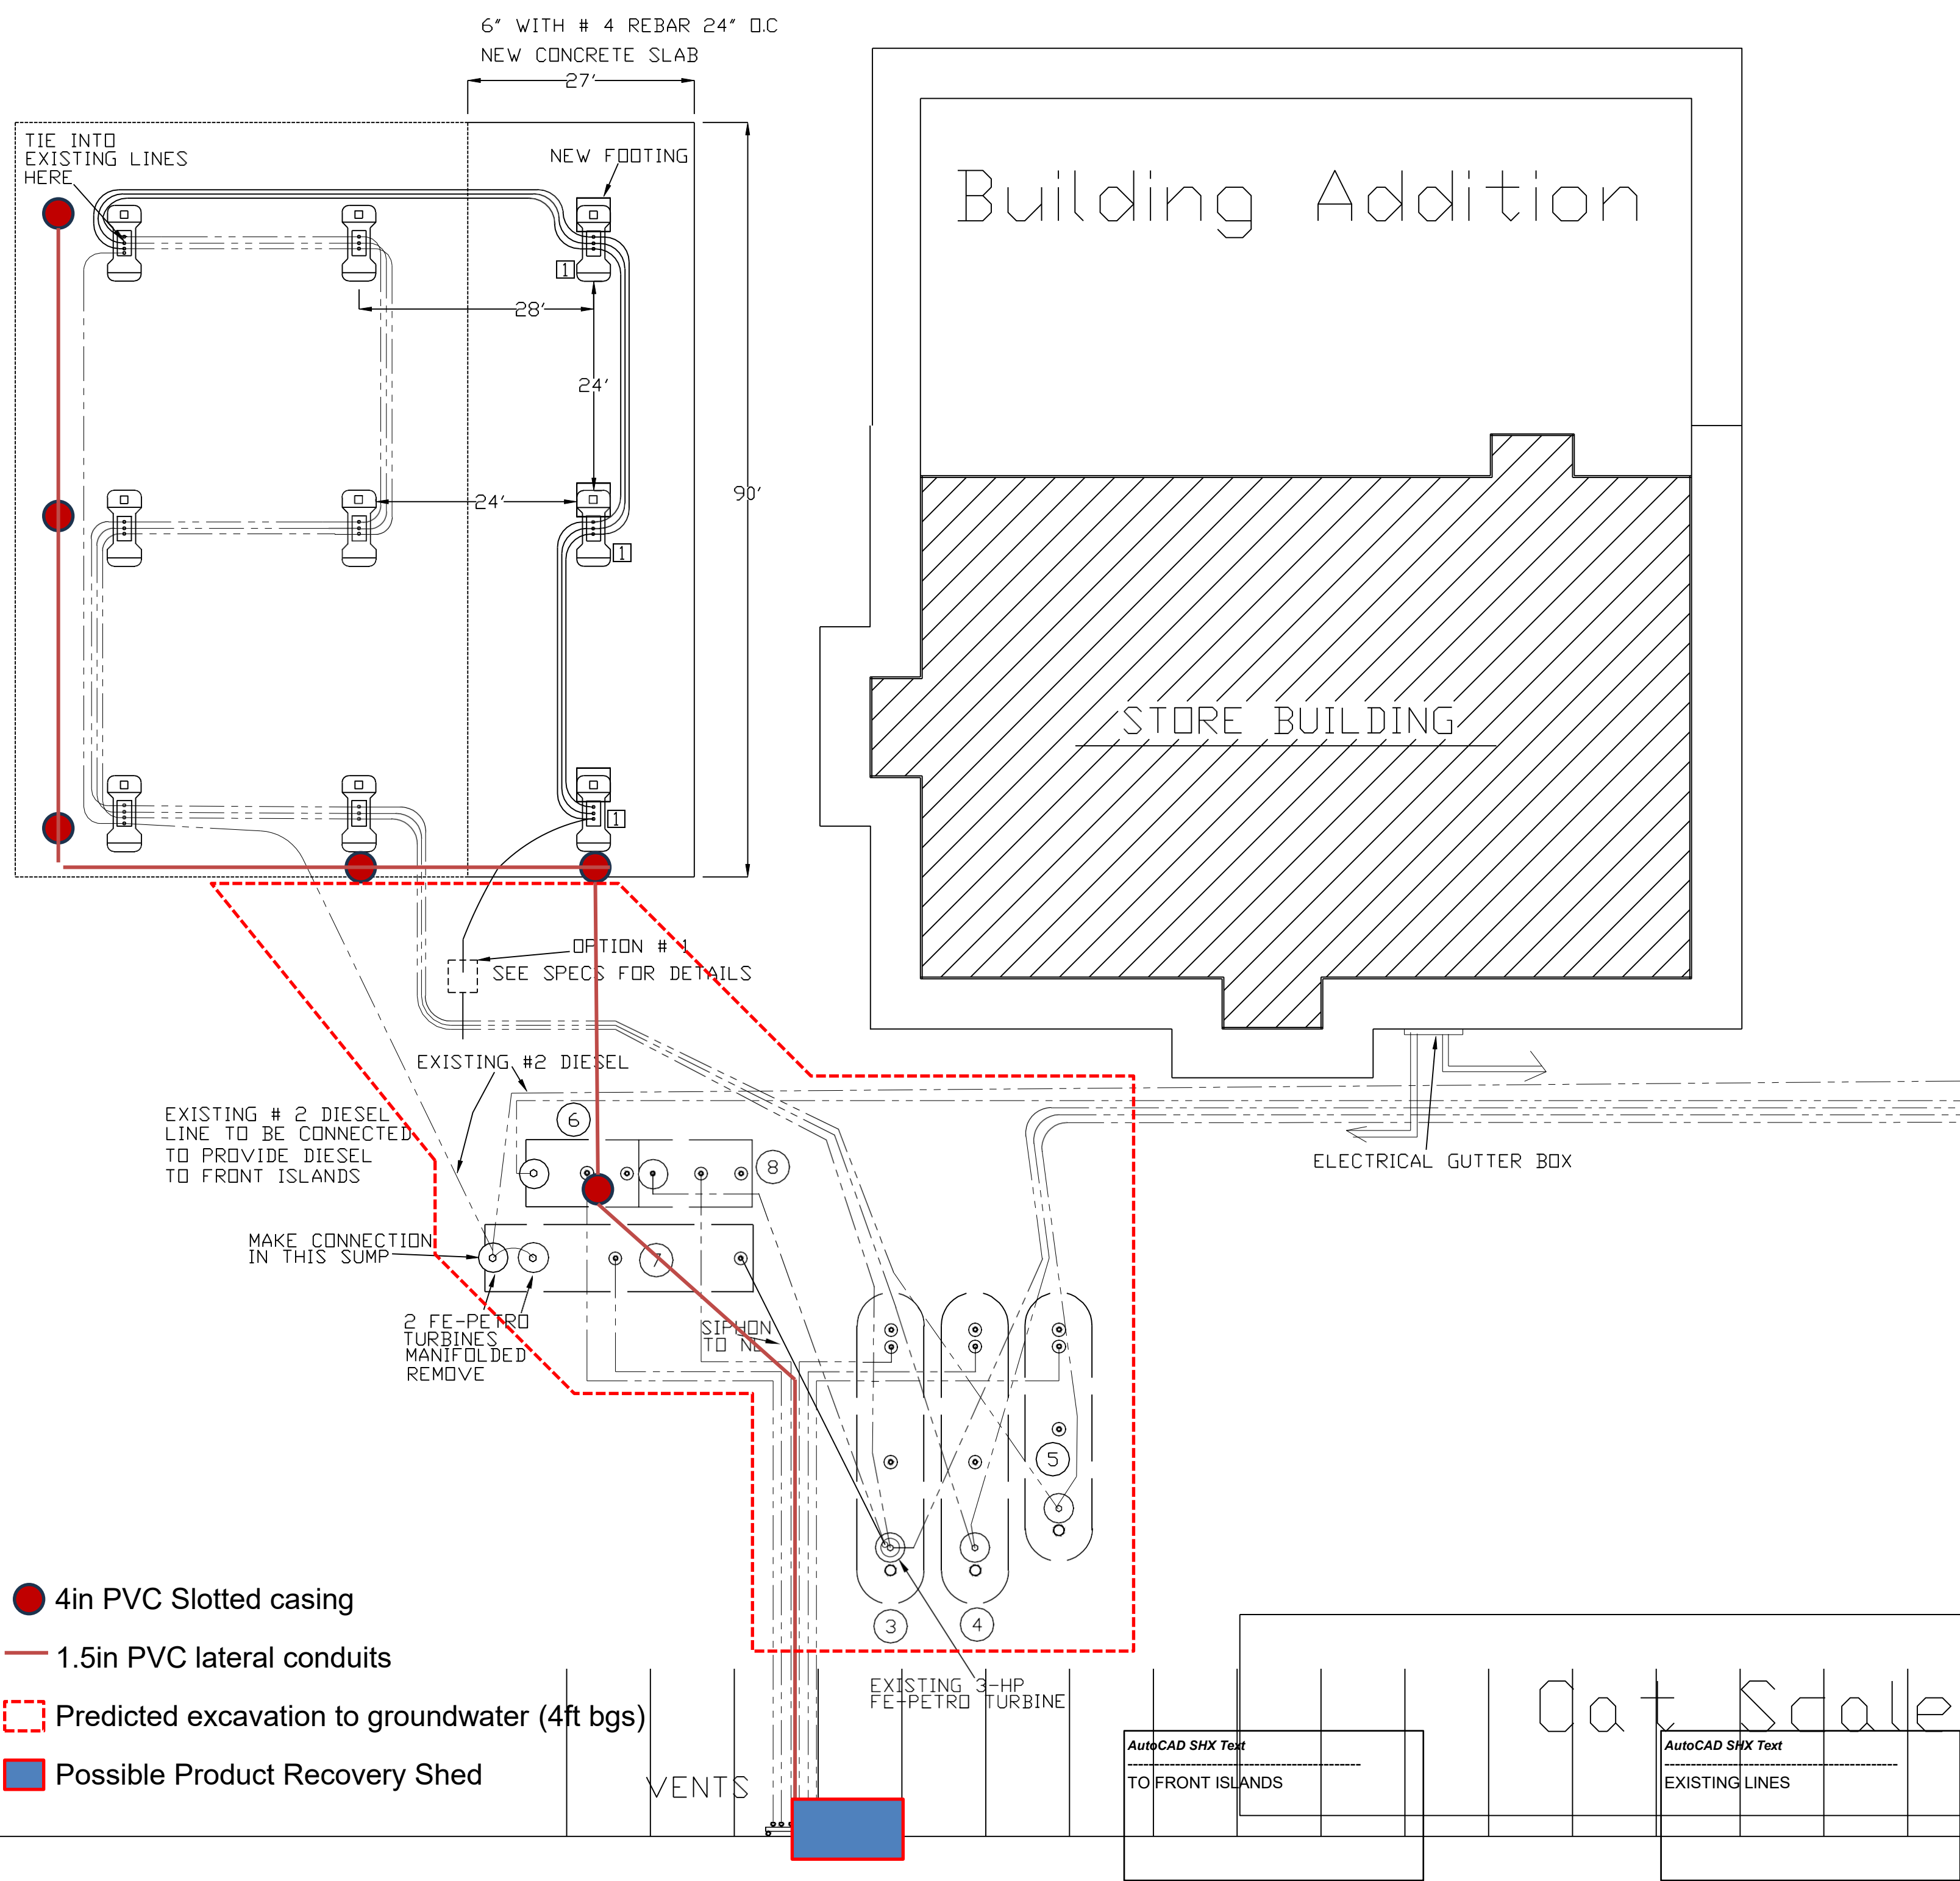 6" WITH # 4 REBAR 24" O.C
NEW CONCRETE SLAB
27'
TIE INTO
EXISTING LINES
HERE
NEW FOOTING
Building Addition
1
28'
24'
90'
24'
1
STORE BUILDING
1
OPTION # 1
SEE SPECS FOR DETAILS
EXISTING #2 DIESEL
EXISTING # 2 DIESEL
LINE TO BE CONNECTED
TO PROVIDE DIESEL
TO FRONT ISLANDS
6
8
ELECTRICAL GUTTER BOX
MAKE CONNECTION
IN THIS SUMP
7
2 FE-PETRO
TURBINES
MANIFOLDED
REMOVE
SIPHON
TO NL
5
3
4
EXISTING 3-HP
FE-PETRO TURBINE
4in PVC Slotted casing
1.5in PVC lateral conduits
Predicted excavation to groundwater (4ft bgs)
Possible Product Recovery Shed
VENTS
Cat Scale
AutoCAD SHX Text
TO FRONT ISLANDS
AutoCAD SHX Text
EXISTING LINES